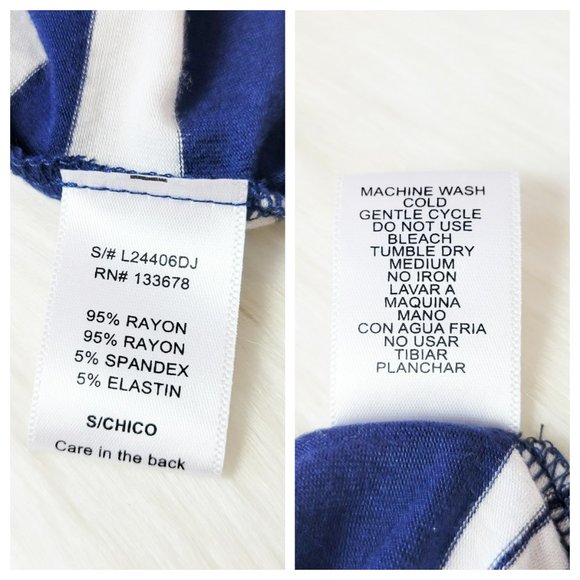 S/# L24406DJ
RN# 133678
95% RAYON
95% RAYON
5% SPANDEX
5% ELASTIN
S/CHICO
Care in the back
MACHINE WASH
COLD
GENTLE CYCLE
DO NOT USE
BLEACH
TUMBLE DRY
MEDIUM
NO IRON
LAVAR A
MAQUINA
MANO
CON AGUA FRIA
NO USAR
TIBIAR
PLANCHAR